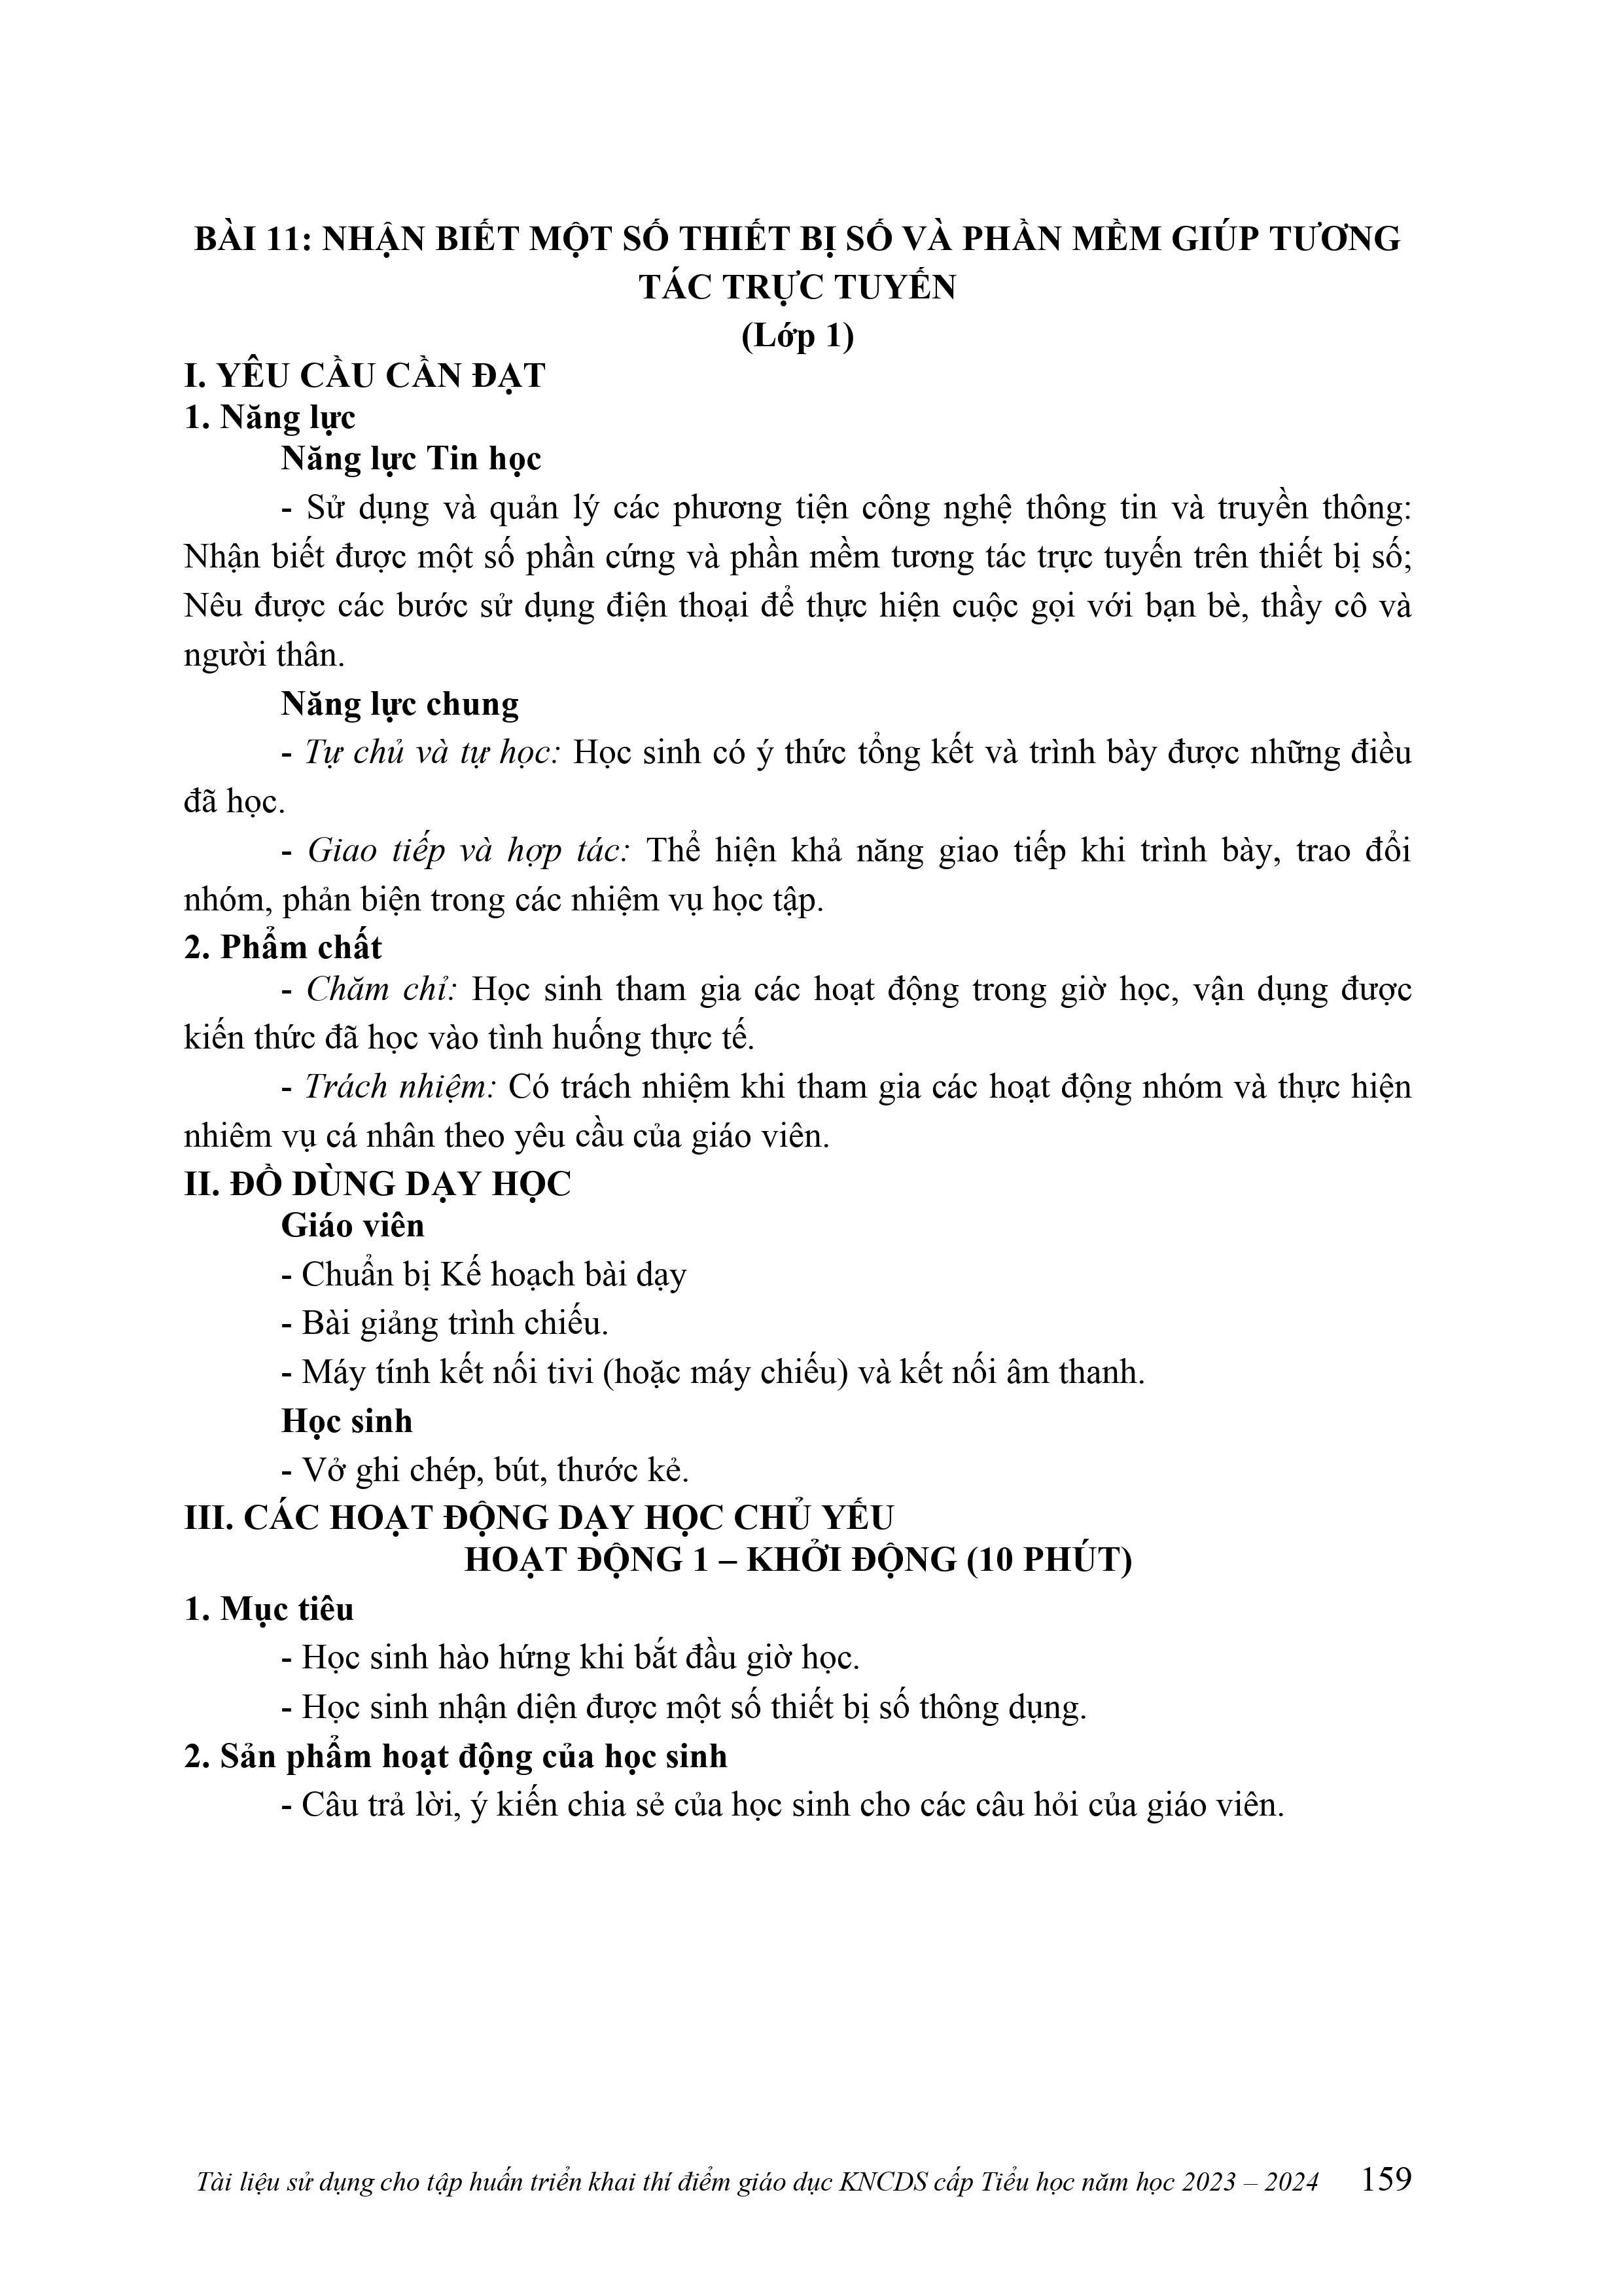 BÀI 11: NHẬN BIẾT MỘT SỐ THIẾT BỊ SỐ VÀ PHẦN MỀM GIÚP TƯƠNG
TÁC TRỰC TUYẾN
(Lớp 1)
I. YÊU CẦU CẦN ĐẠT
1. Năng lực
Năng lực Tin học
- Sử dụng và quản lý các phương tiện công nghệ thông tin và truyền thông:
Nhận biết được một số phần cứng và phần mềm tương tác trực tuyến trên thiết bị số;
Nêu được các bước sử dụng điện thoại để thực hiện cuộc gọi với bạn bè, thầy cô và
người thân.
Năng lực chung
- Tự chủ và tự học: Học sinh có ý thức tổng kết và trình bày được những điều
đã học.
- Giao tiếp và hợp tác: Thể hiện khả năng giao tiếp khi trình bày, trao đổi
nhóm, phản biện trong các nhiệm vụ học tập.
2. Phẩm chất
- Chăm chỉ: Học sinh tham gia các hoạt động trong giờ học, vận dụng được
kiến thức đã học vào tình huống thực tế.
- Trách nhiệm: Có trách nhiệm khi tham gia các hoạt động nhóm và thực hiện
nhiêm vụ cá nhân theo yêu cầu của giáo viên.
II. ĐỒ DÙNG DẠY HỌC
Giáo viên
- Chuẩn bị Kế hoạch bài dạy
- Bài giảng trình chiếu.
- Máy tính kết nối tivi (hoặc máy chiếu) và kết nối âm thanh.
Học sinh
- Vở ghi chép, bút, thước kẻ.
III. CÁC HOẠT ĐỘNG DẠY HỌC CHỦ YẾU
HOẠT ĐỘNG 1 – KHỞI ĐỘNG (10 PHÚT)
1. Mục tiêu
- Học sinh hào hứng khi bắt đầu giờ học.
- Học sinh nhận diện được một số thiết bị số thông dụng.
2. Sản phẩm hoạt động của học sinh
- Câu trả lời, ý kiến chia sẻ của học sinh cho các câu hỏi của giáo viên.
Tài liệu sử dụng cho tập huấn triển khai thí điểm giáo dục KNCDS cấp Tiểu học năm học 2023 – 2024 159